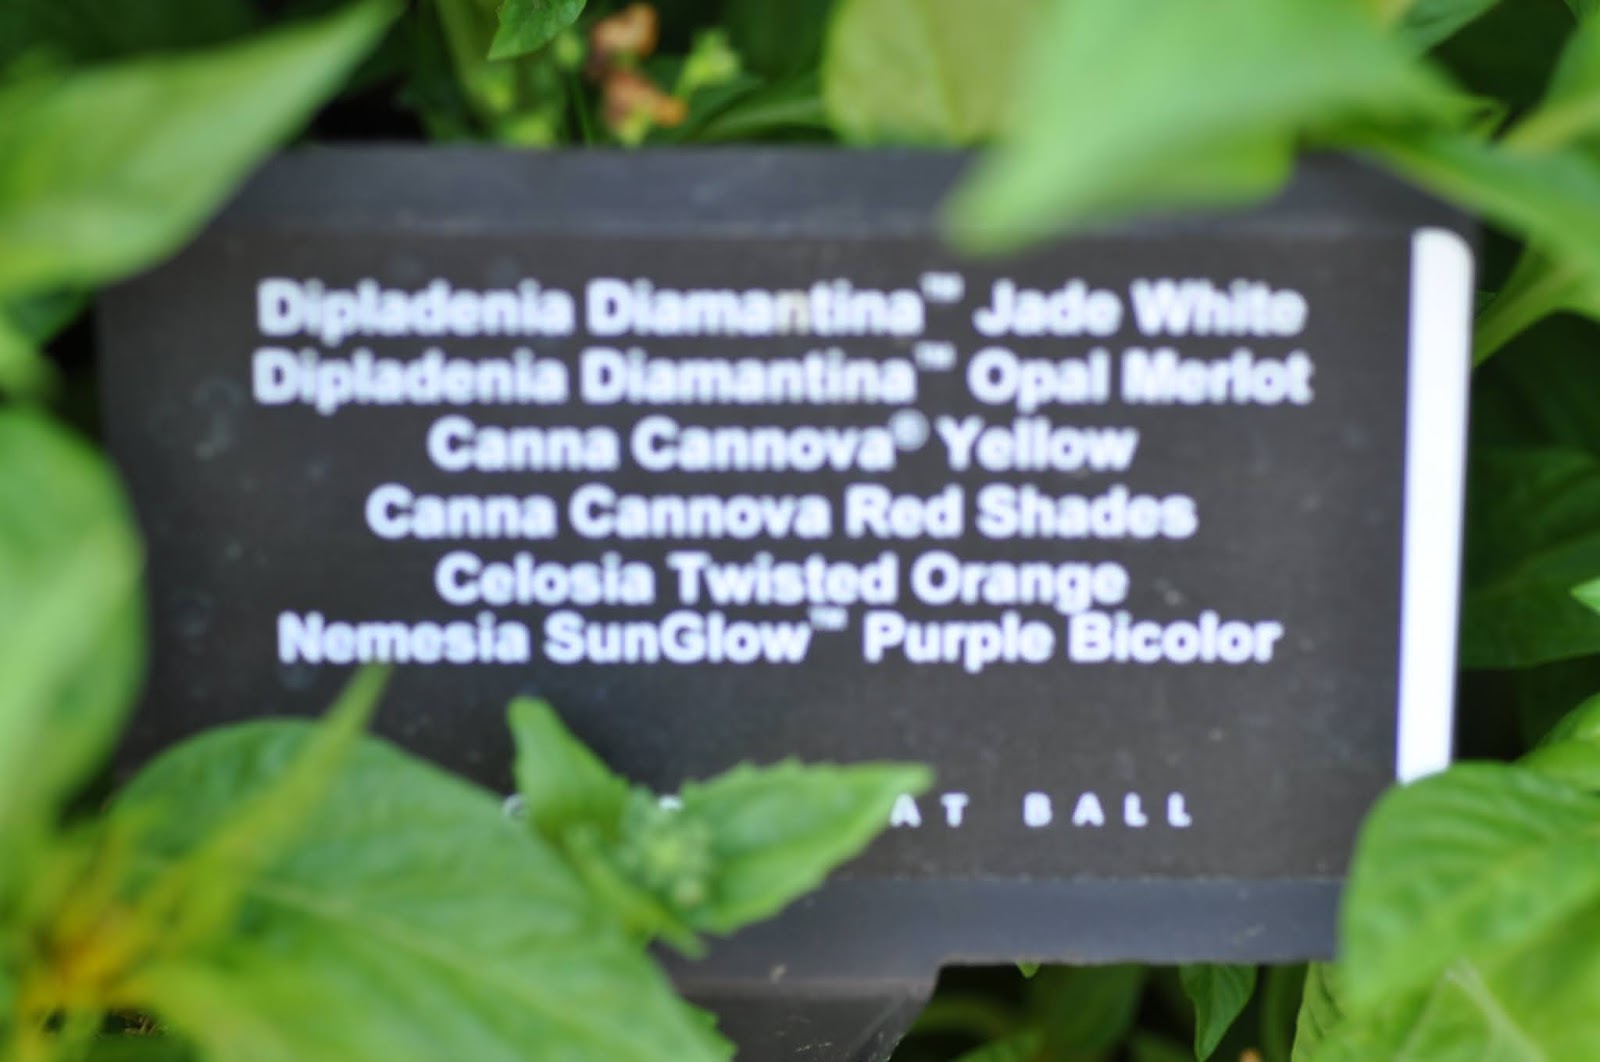 Dipladenia Diamantina™ Jade White
Dipladenia Diamantina™ Opal Merlot
Canna Cannova® Yellow
Canna Cannova Red Shades
Celosia Twisted Orange
Nemesia SunGlow™ Purple Bicolor
AT BALL